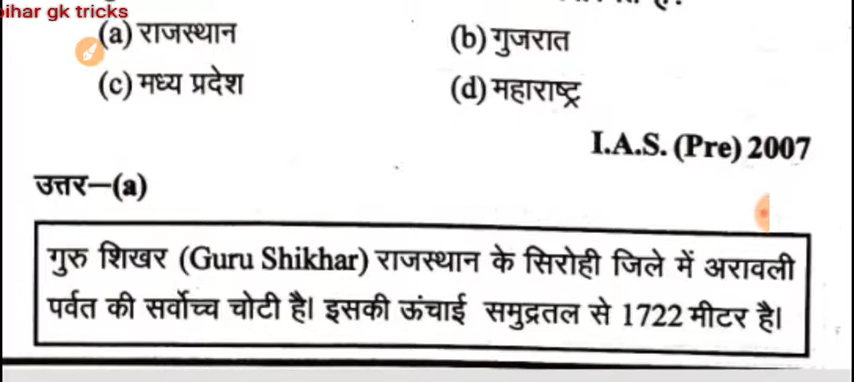 ihar gk tricks
(a) राजस्थान (b) गुजरात
(c) मध्य प्रदेश (d) महाराष्ट्र
I.A.S. (Pre) 2007
उत्तर—(a)
गुरु शिखर (Guru Shikhar) राजस्थान के सिरोही जिले में अरावली
पर्वत की सर्वोच्च चोटी है। इसकी ऊंचाई समुद्रतल से 1722 मीटर है।